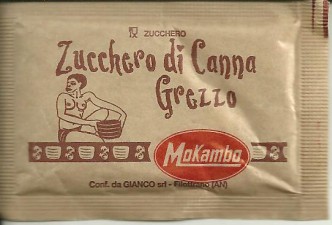 ZUCCHERO
Zucchero di Canna
Grezzo
Mokambo
Conf. da GIANCO srl - Filottrano (AN)